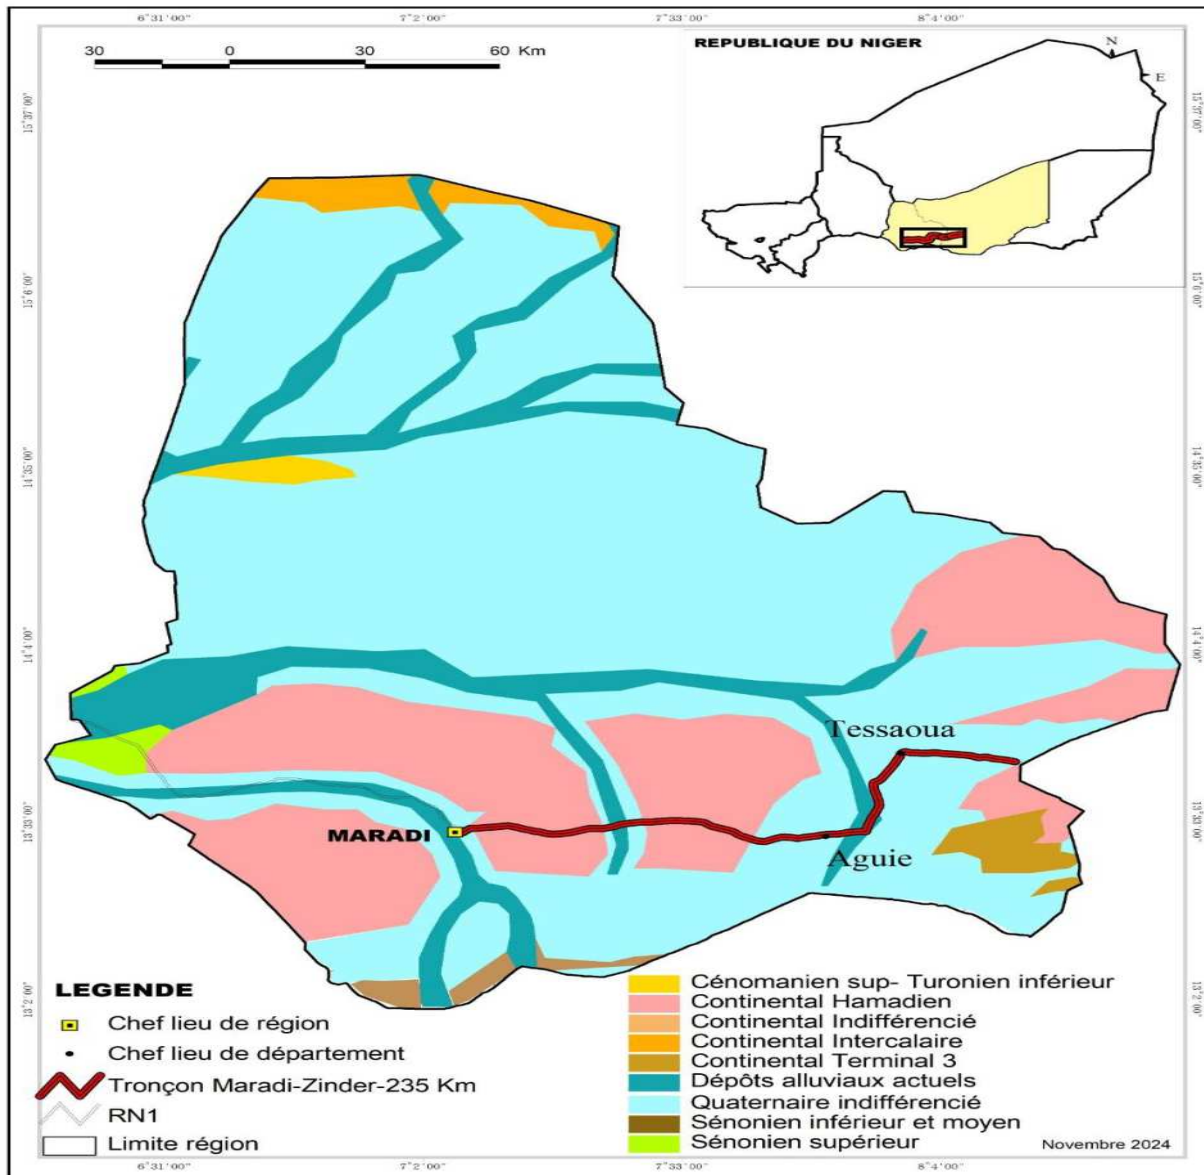 6°31'00" 7°2'00" 7°33'00" 8°4'00"
30 0 30 60 Km
REPUBLIQUE DU NIGER
N
E
15°37'00" 15°37'00"
15°6'00" 15°6'00"
14°35'00" 14°35'00"
14°4'00" 14°4'00"
Tessaoua
13°33'00" 13°33'00"
MARADI
Aguie
13°2'00" 13°2'00"
LEGENDE
Chef lieu de région
Chef lieu de département
Tronçon Maradi-Zinder-235 Km
RN1
Limite région
Cénomanien sup- Turonien inférieur
Continental Hamadien
Continental Indifférencié
Continental Intercalaire
Continental Terminal 3
Dépôts alluviaux actuels
Quaternaire indifférencié
Sénonien inférieur et moyen
Sénonien supérieur
Novembre 2024
6°31'00" 7°2'00" 7°33'00" 8°4'00"